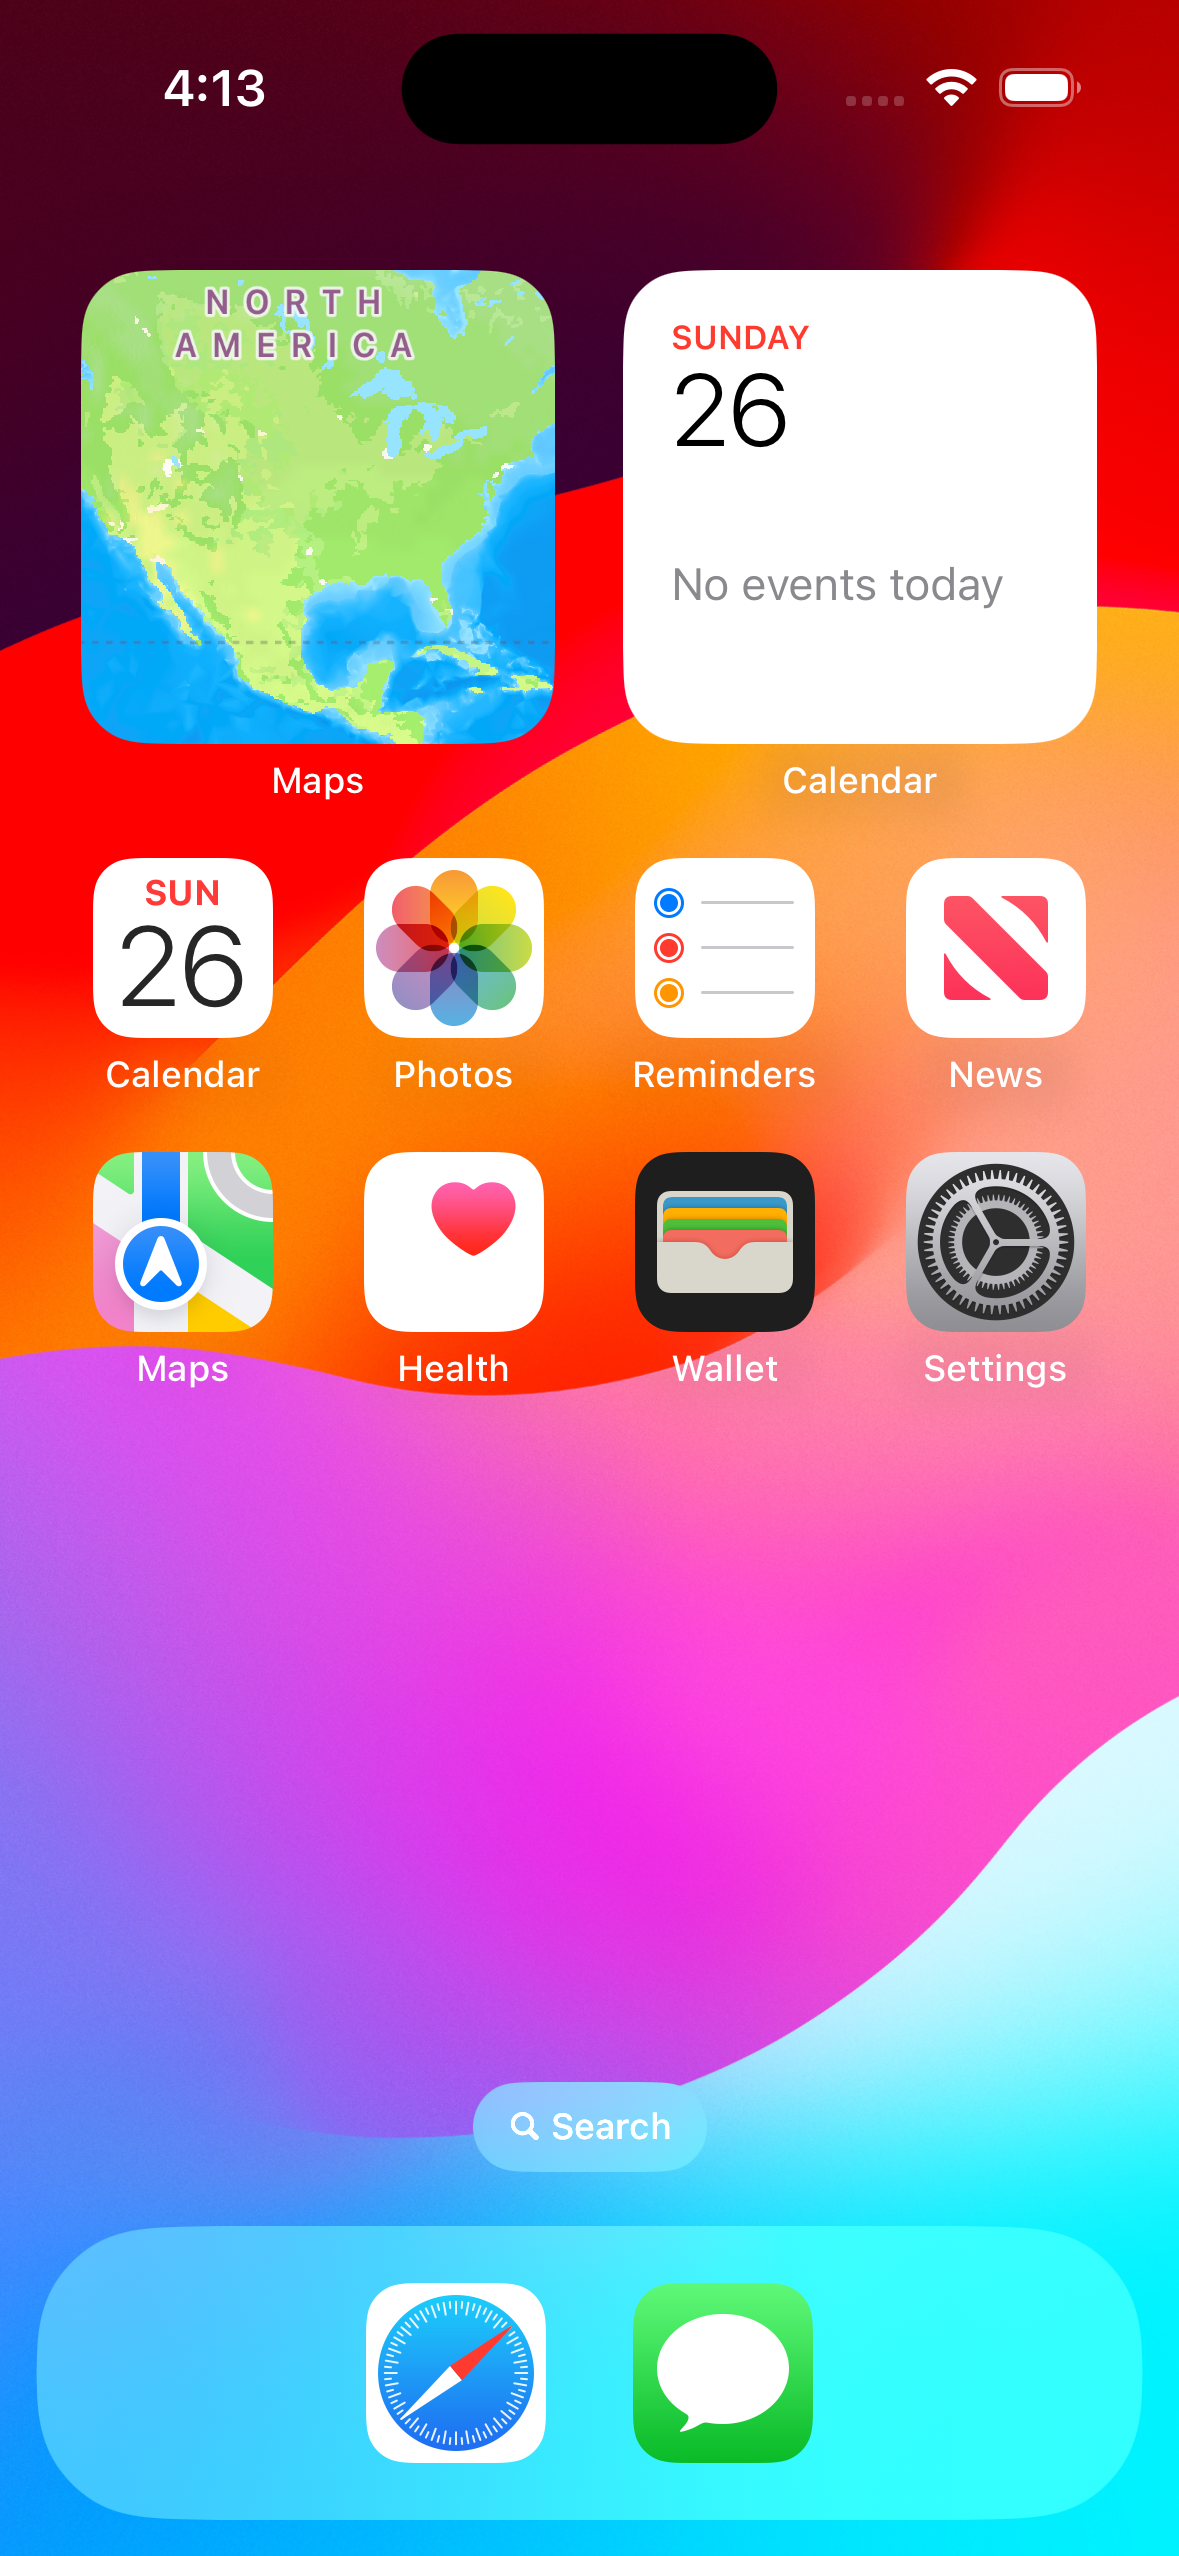 4:13
NORTH
AMERICA
SUNDAY
26
No events today
Maps
Calendar
SUN
26
Calendar
Photos
Reminders
News
Maps
Health
Wallet
Settings
Search